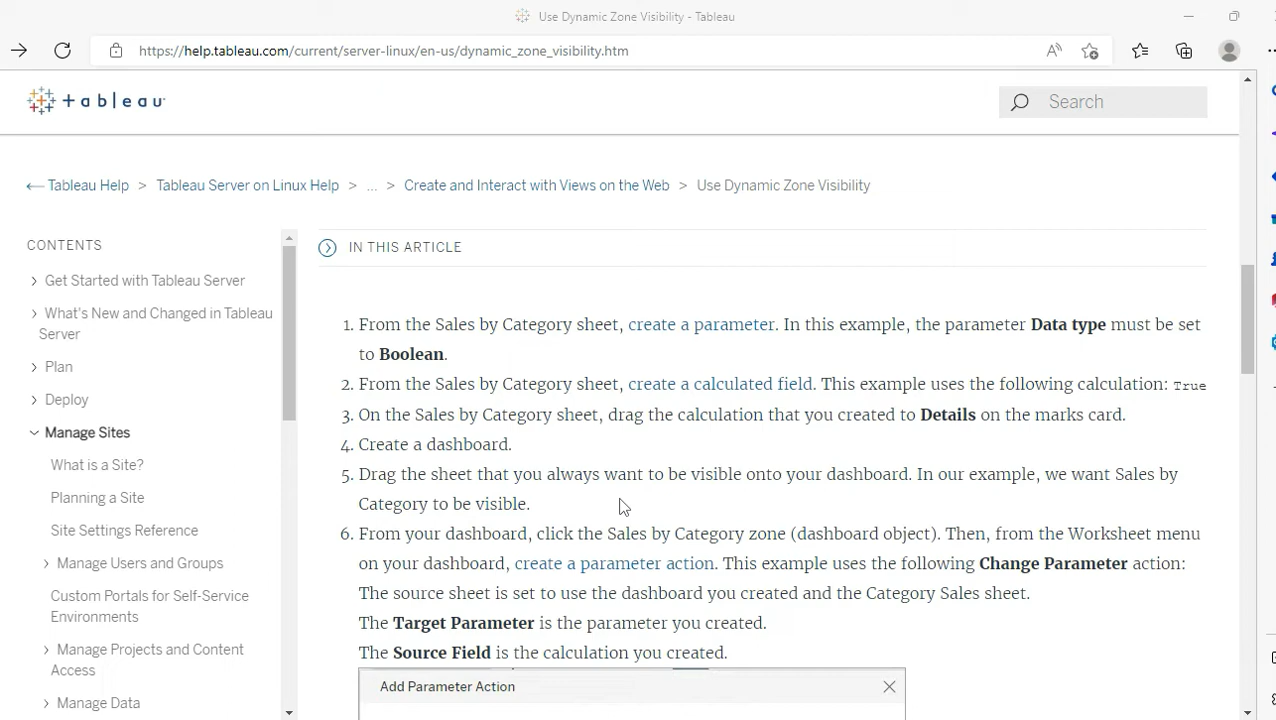 Use Dynamic Zone Visibility - Tableau
https://help.tableau.com/current/server-linux/en-us/dynamic_zone_visibility.htm
+ a b l e a u
Search
Tableau Help > Tableau Server on Linux Help > ... > Create and Interact with Views on the Web > Use Dynamic Zone Visibility
CONTENTS
Get Started with Tableau Server
What's New and Changed in Tableau
Server
Plan
Deploy
Manage Sites
What is a Site?
Planning a Site
Site Settings Reference
Manage Users and Groups
Custom Portals for Self-Service
Environments
Manage Projects and Content
Access
Manage Data
IN THIS ARTICLE
1. From the Sales by Category sheet, create a parameter. In this example, the parameter Data type must be set
to Boolean.
2. From the Sales by Category sheet, create a calculated field. This example uses the following calculation: True
3. On the Sales by Category sheet, drag the calculation that you created to Details on the marks card.
4. Create a dashboard.
5. Drag the sheet that you always want to be visible onto your dashboard. In our example, we want Sales by
Category to be visible.
6. From your dashboard, click the Sales by Category zone (dashboard object). Then, from the Worksheet menu
on your dashboard, create a parameter action. This example uses the following Change Parameter action:
The source sheet is set to use the dashboard you created and the Category Sales sheet.
The Target Parameter is the parameter you created.
The Source Field is the calculation you created.
Add Parameter Action